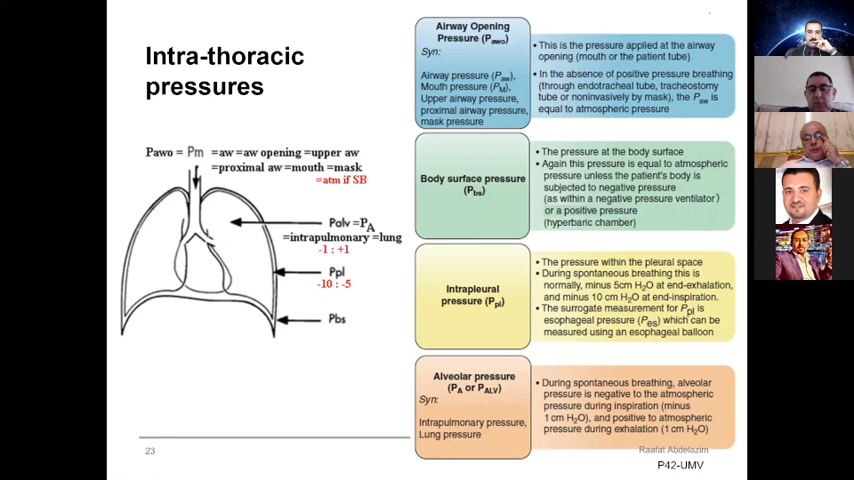 Intra-thoracic
pressures
Pawo = Pm =aw =aw opening =upper aw
=proximal aw =mouth =mask
=atm if SB
Palv =PA
=intrapulmonary =lung
-1 : +1
Ppl
-10 : -5
Pbs
Airway Opening
Pressure (Pawo)
Syn:
Airway pressure (Paw),
Mouth pressure (PM),
Upper airway pressure,
proximal airway pressure,
mask pressure
• This is the pressure applied at the airway
opening (mouth or the patient tube)
• In the absence of positive pressure breathing
(through endotracheal tube, tracheostomy
tube or noninvasively by mask), the Paw is
equal to atmospheric pressure
Body surface pressure
(Pbs)
• The pressure at the body surface
• Again this pressure is equal to atmospheric
pressure unless the patient's body is
subjected to negative pressure
(as within a negative pressure ventilator)
or a positive pressure
(hyperbaric chamber)
Intrapleural
pressure (Ppl)
• The pressure within the pleural space
• During spontaneous breathing this is
normally, minus 5cm H2O at end-exhalation,
and minus 10 cm H2O at end-inspiration.
• The surrogate measurement for Ppl is
esophageal pressure (Pes) which can be
measured using an esophageal balloon
Alveolar pressure
(PA or PALV)
Syn:
Intrapulmonary pressure,
Lung pressure
• During spontaneous breathing, alveolar
pressure is negative to the atmospheric
pressure during inspiration (minus
1 cm H2O), and positive to atmospheric
pressure during exhalation (1 cm H2O)
23
Raafat Abdelazim
P42-UMV